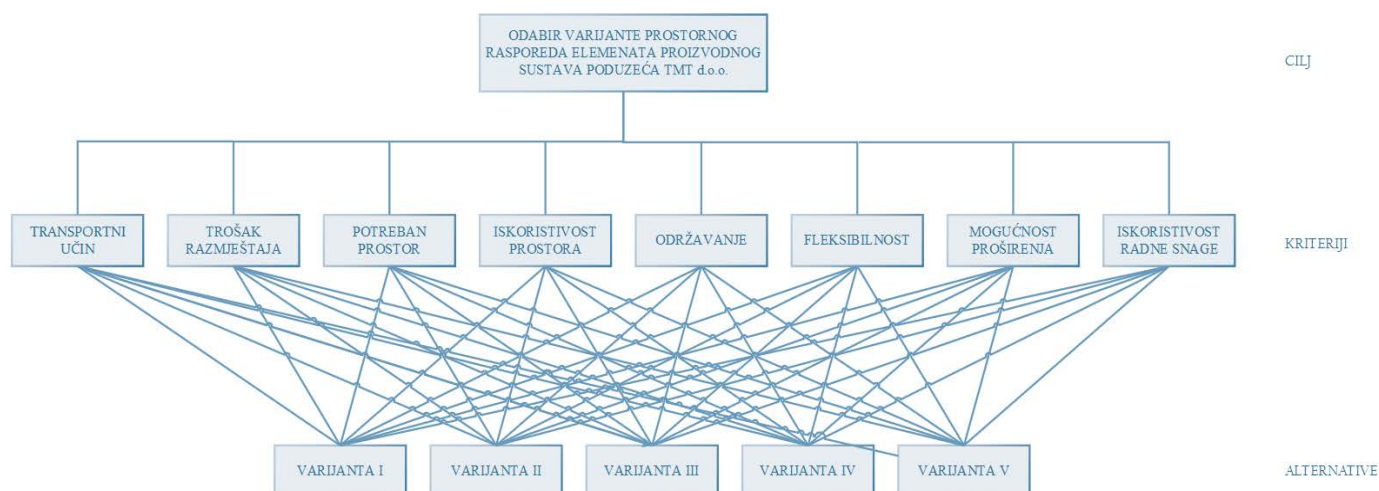 ODABIR VARIJANTE PROSTORNOG
RASPOREDA ELEMENATA PROIZVODNOG
SUSTAVA PODUZEĆA TMT d.o.o.
CILJ
TRANSPORTNI
UČIN
TROŠAK
RAZMJEŠTAJA
POTREBAN
PROSTOR
ISKORISTIVOST
PROSTORA
ODRŽAVANJE
FLEKSIBILNOST
MOGUĆNOST
PROŠIRENJA
ISKORISTIVOST
RADNE SNAGE
KRITERIJI
VARIJANTA I
VARIJANTA II
VARIJANTA III
VARIJANTA IV
VARIJANTA V
ALTERNATIVE